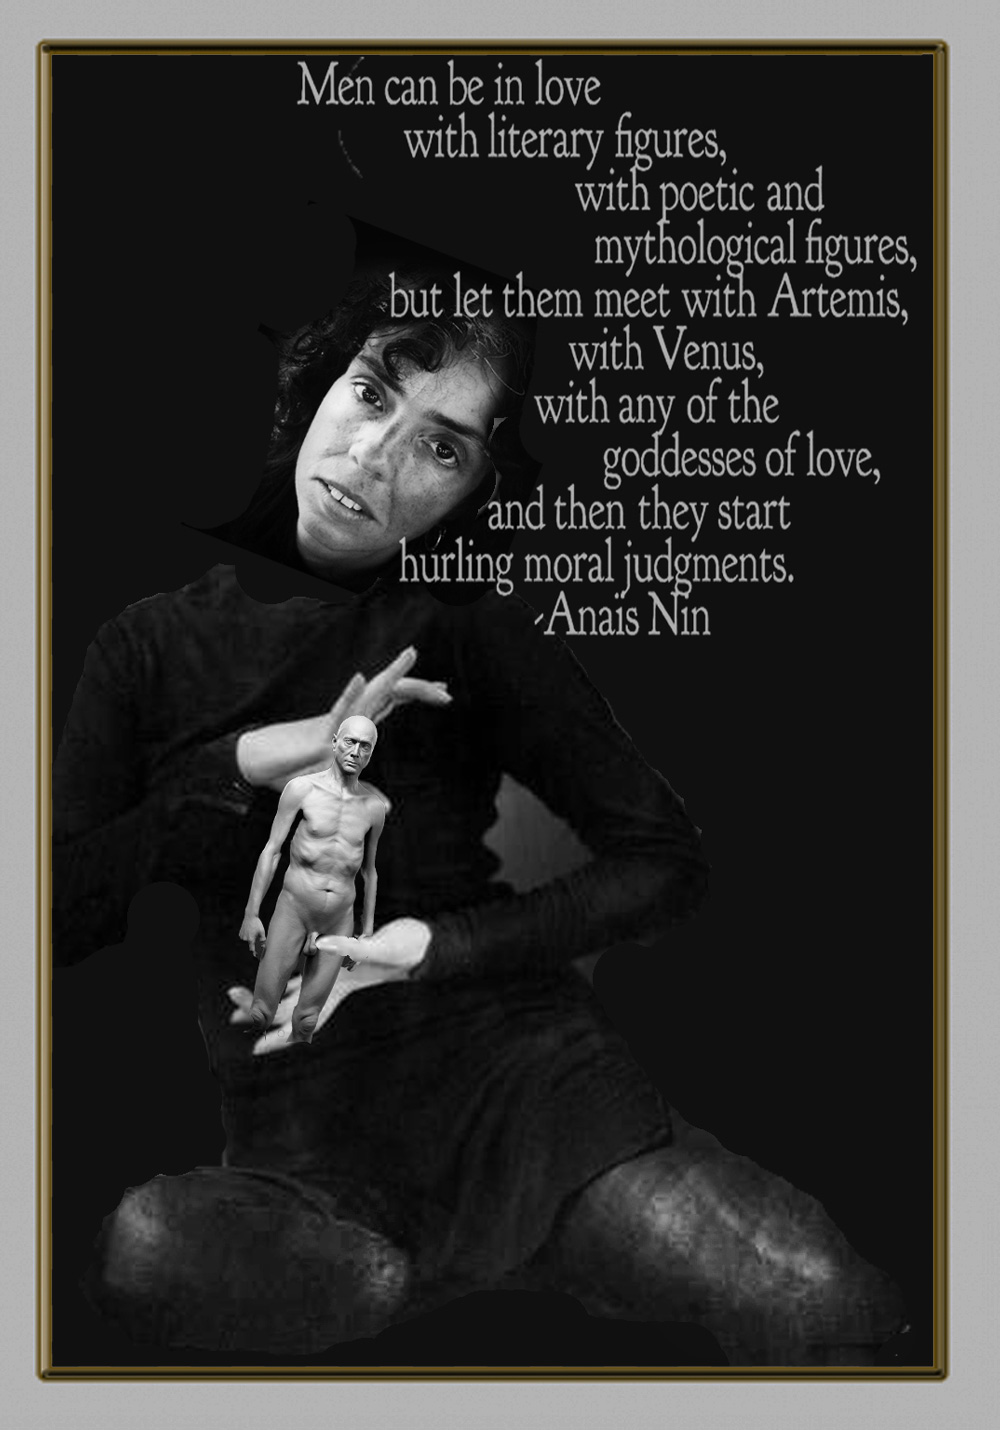 Men can be in love
with literary figures,
with poetic and
mythological figures,
but let them meet with Artemis,
with Venus,
with any of the
goddesses of love,
and then they start
hurling moral judgments.
-Anais Nin